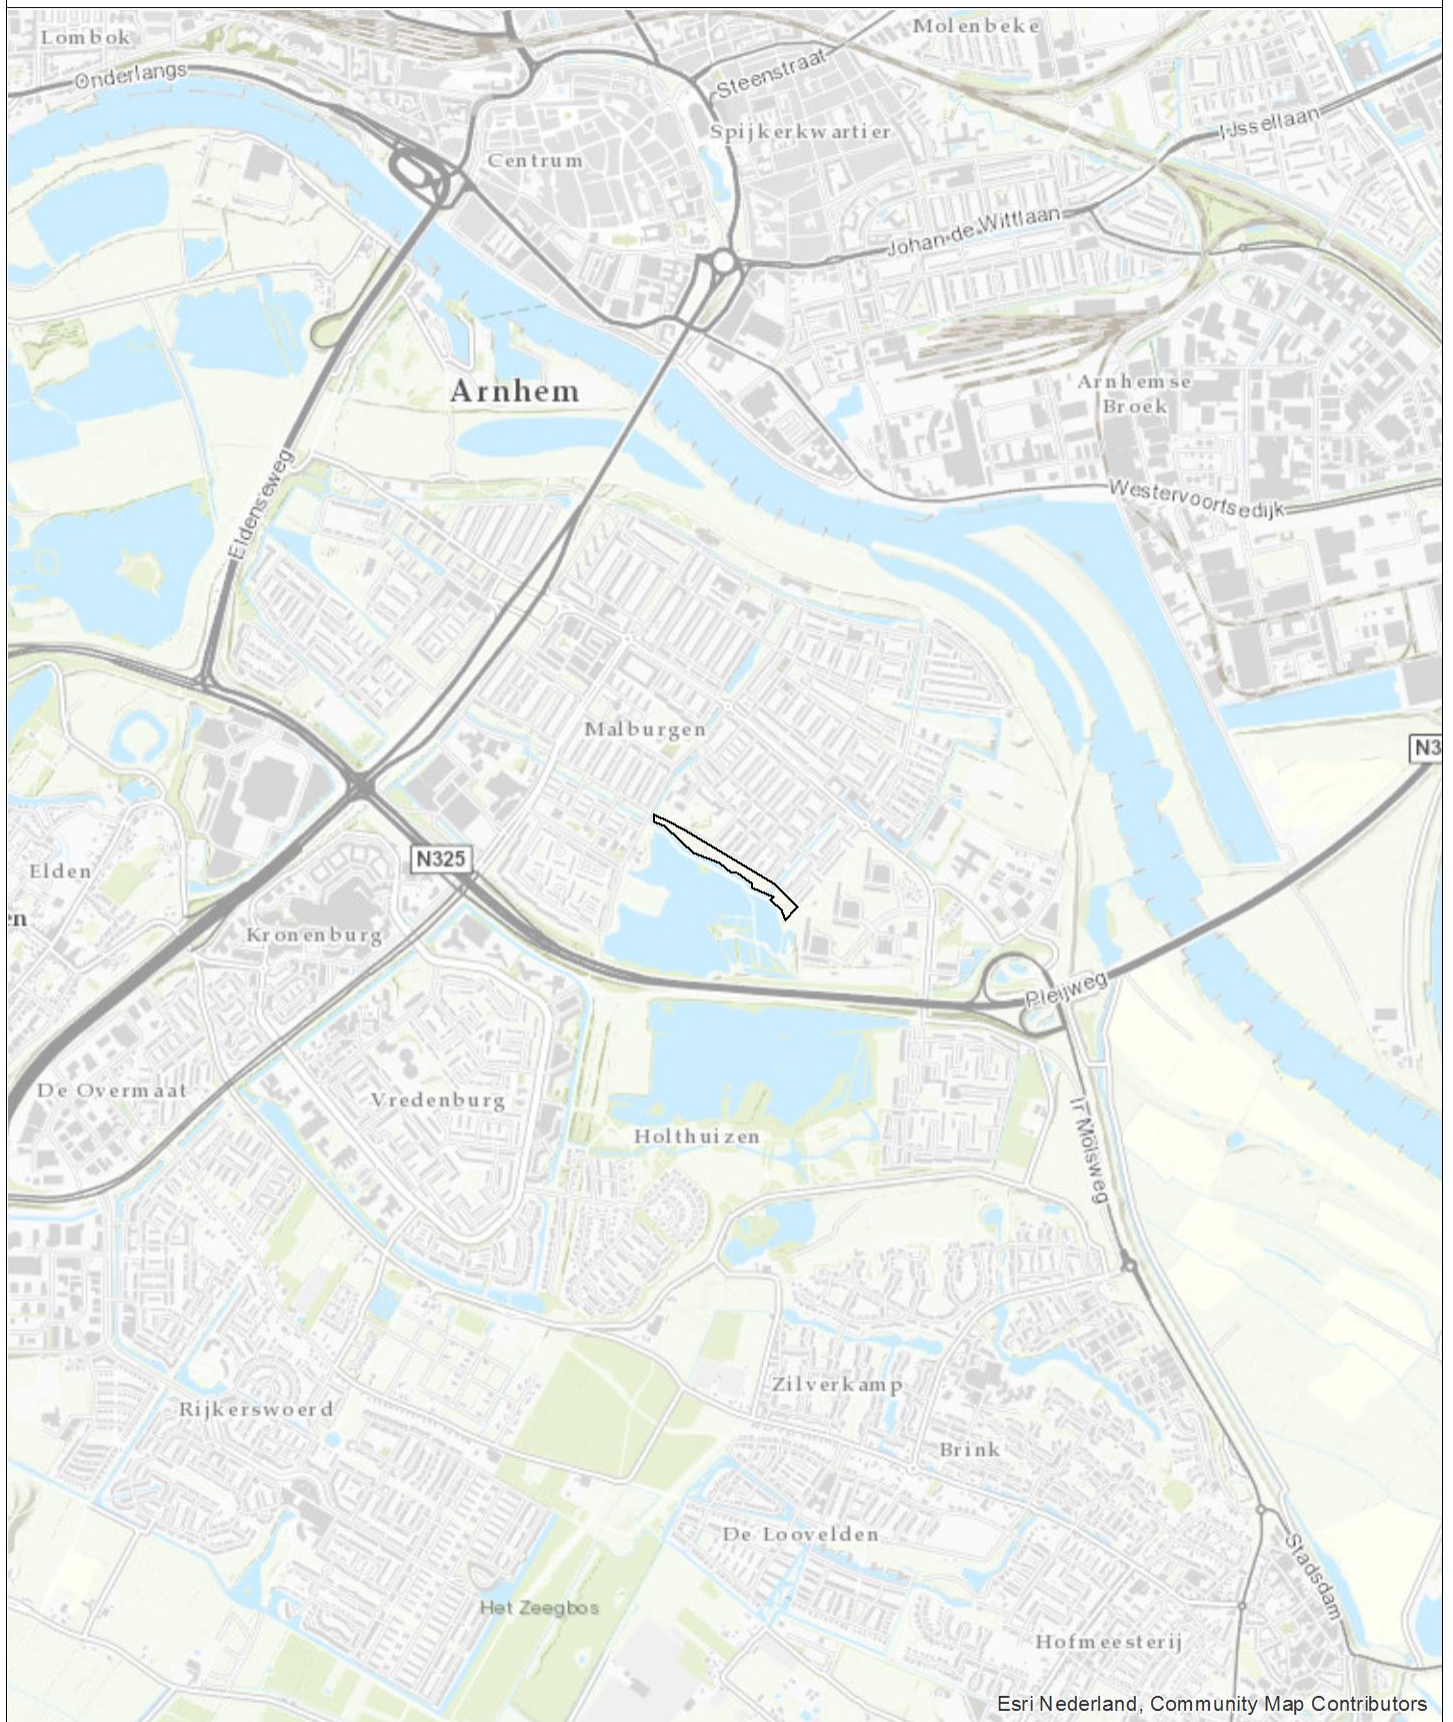 Lombok
Molenbeke
Onderlangs
Steenstraat
IJssellaan
Spijkerkwartier
Centrum
Johan de Wittlaan
Arnhem
Arnhemse
Broek
Eldenseweg
Westervoortsedijk
Malburgen
N3
N325
Elden
en
Kronenburg
Pleijweg
De Overmaat
Vredenburg
Holthuizen
Ir Molsweg
Zilverkamp
Rijkerswoerd
Brink
De Loovelden
Stadsdam
Het Zeegbos
Hofmeesterij
Esri Nederland, Community Map Contributors